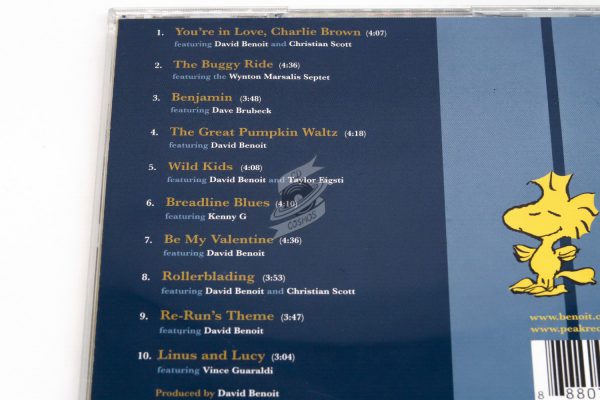 1. You're in Love, Charlie Brown (4:07)
featuring David Benoit and Christian Scott
2. The Buggy Ride (4:36)
featuring the Wynton Marsalis Septet
3. Benjamin (3:48)
featuring Dave Brubeck
4. The Great Pumpkin Waltz (4:18)
featuring David Benoit
5. Wild Kids (4:08)
featuring David Benoit and Taylor Eigsti
6. Breadline Blues (4:10)
featuring Kenny G
7. Be My Valentine (4:36)
featuring David Benoit
8. Rollerblading (3:53)
featuring David Benoit and Christian Scott
9. Re-Run's Theme (3:47)
featuring David Benoit
10. Linus and Lucy (3:04)
featuring Vince Guaraldi
Produced by David Benoit
COSMOS
www.benoit.c
www.peakrec
8 8807